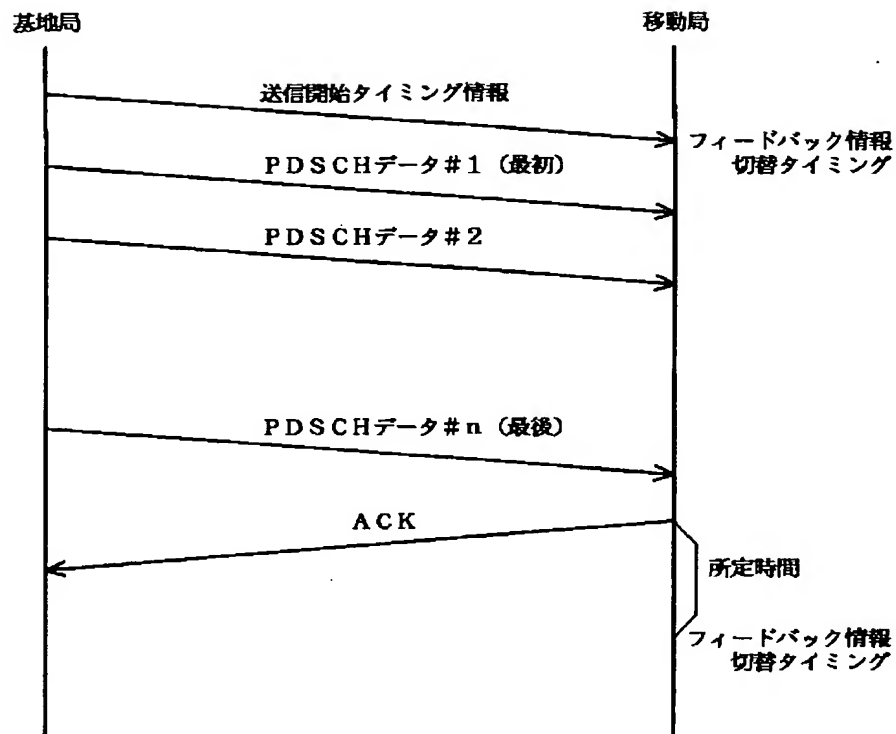 基地局
移動局
送信開始タイミング情報
フィードバック情報
切替タイミング
PDSCHデータ#1(最初)
PDSCHデータ#2
PDSCHデータ#n(最後)
ACK
所定時間
フィードバック情報
切替タイミング